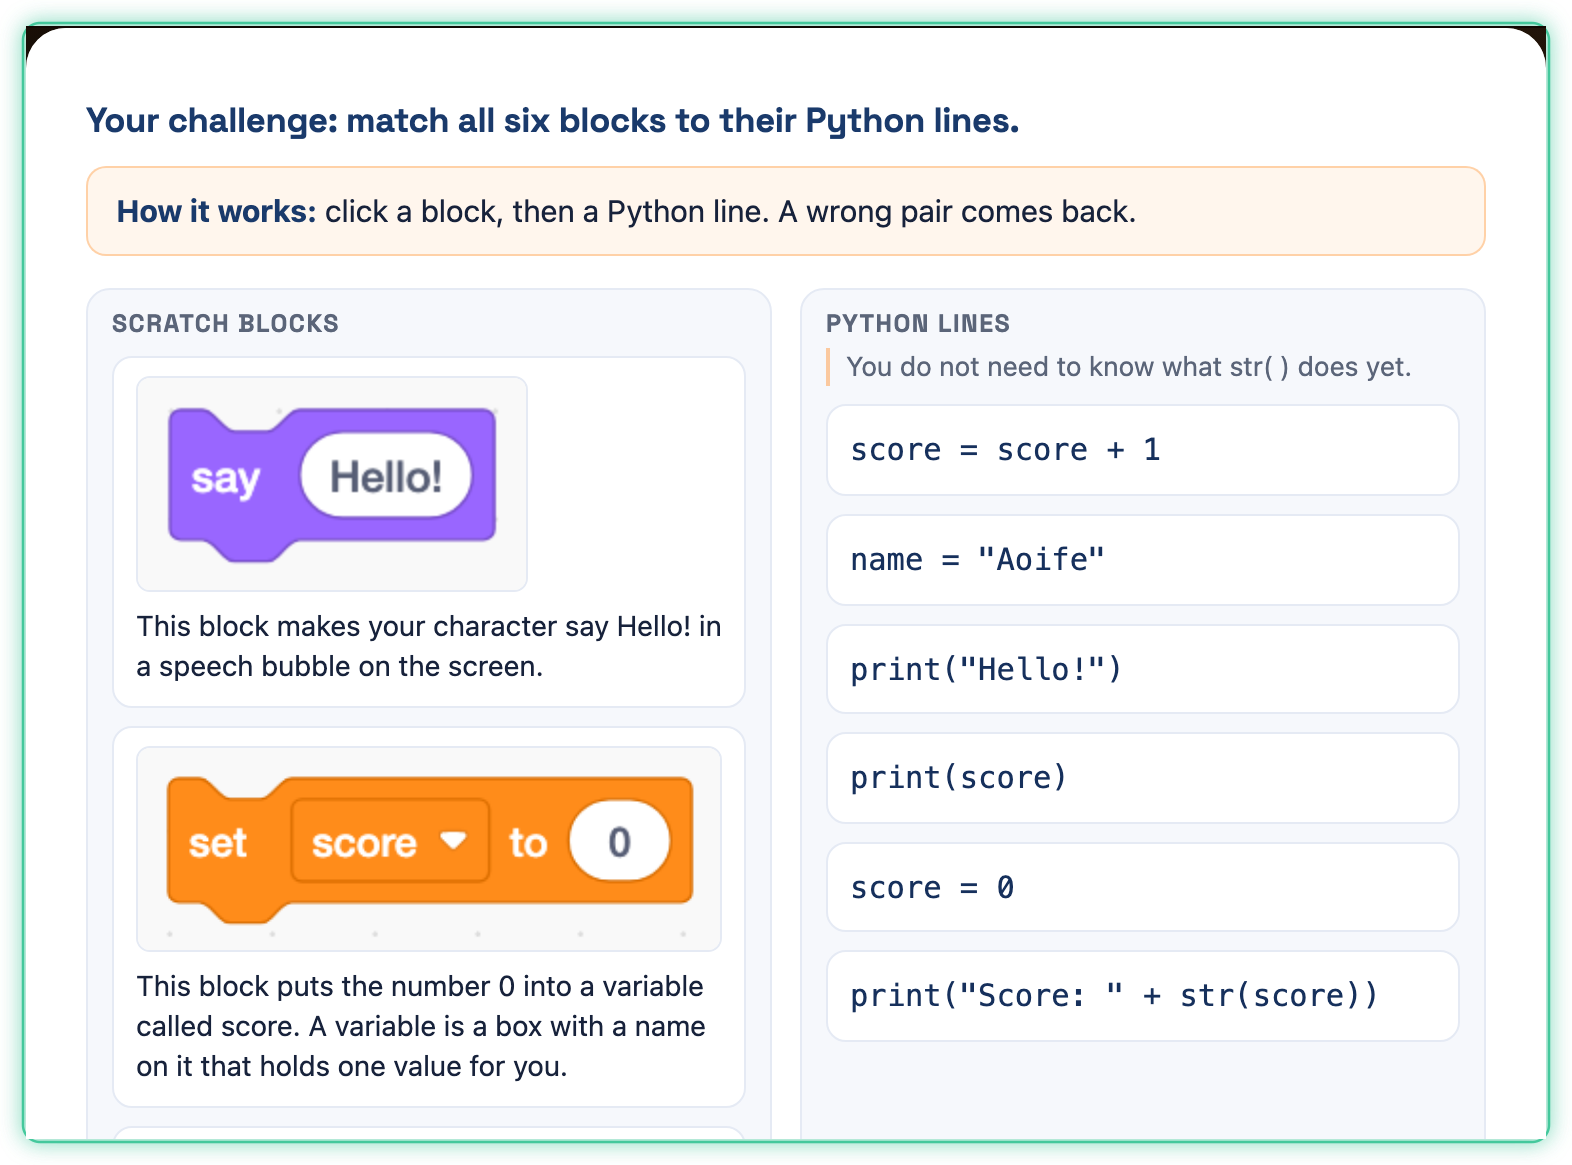 Your challenge: match all six blocks to their Python lines.
How it works: click a block, then a Python line. A wrong pair comes back.
SCRATCH BLOCKS
say Hello!
This block makes your character say Hello! in
a speech bubble on the screen.
set score to 0
This block puts the number 0 into a variable
called score. A variable is a box with a name
on it that holds one value for you.
PYTHON LINES
You do not need to know what str( ) does yet.
score = score + 1
name = "Aoife"
print("Hello!")
print(score)
score = 0
print("Score: " + str(score))